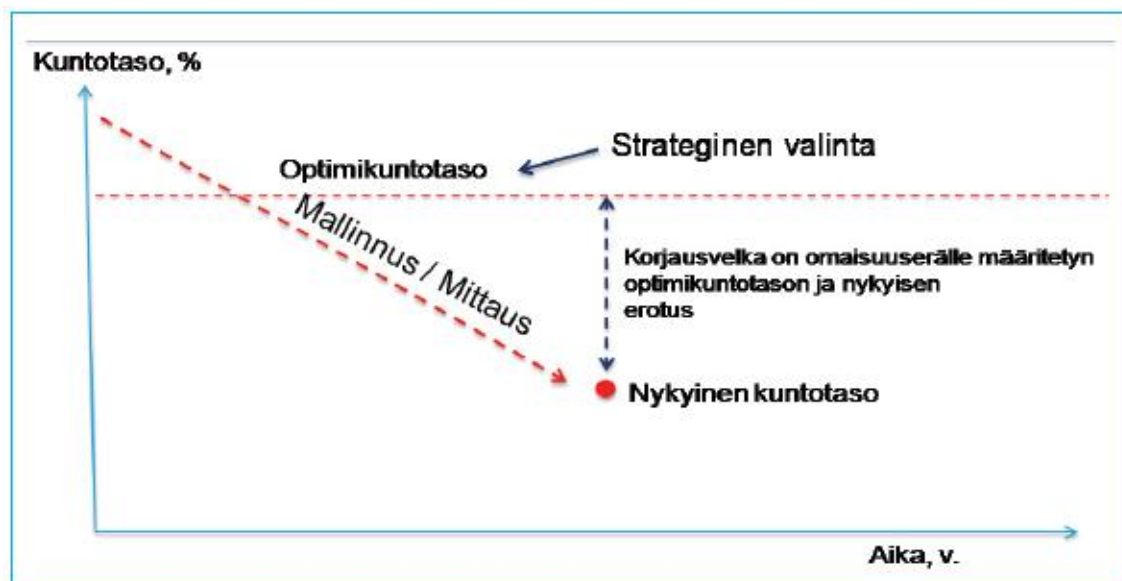 Kuntotaso, %
Strateginen valinta
Optimikuntotaso
Mallinnus / Mittaus
Korjausvelka on omaisuuserälle määritetyn
optimikuntotason ja nykyisen
erotus
Nykyinen kuntotaso
Aika, v.